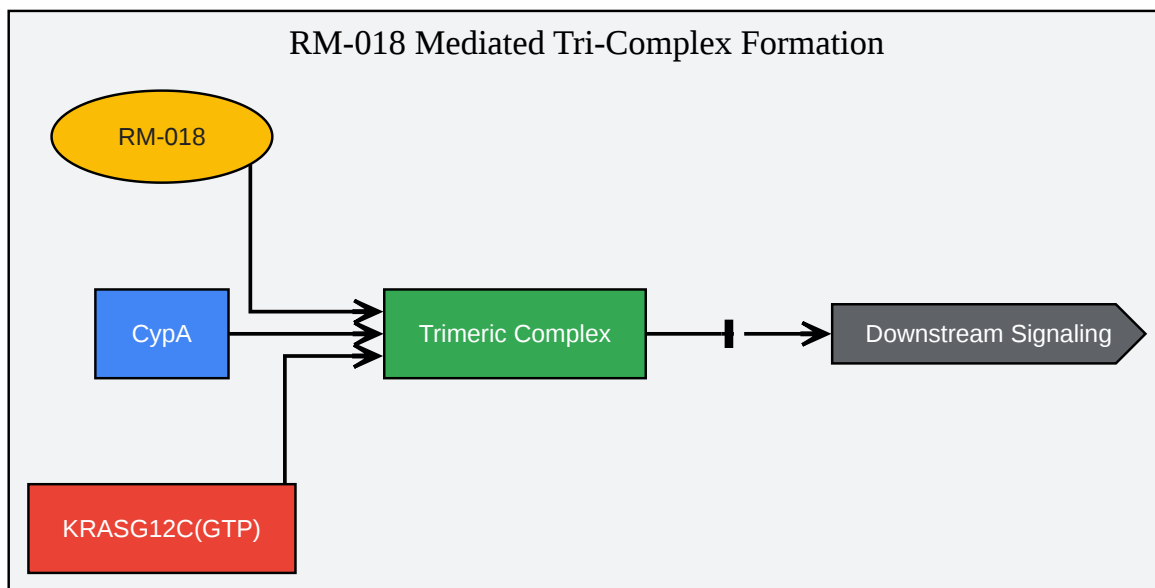 RM-018 Mediated Tri-Complex Formation
RM-018
CypA
Trimeric Complex
Downstream Signaling
KRASG12C(GTP)